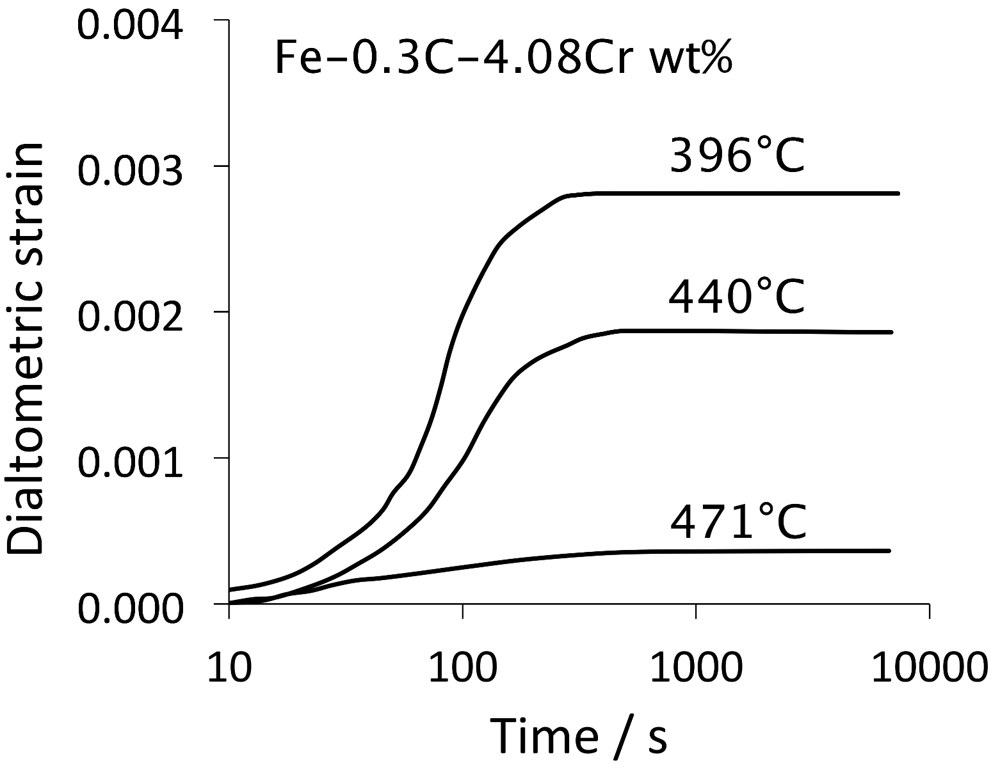 Fe–0.3C–4.08Cr wt%
Dialtometric strain
0.004
0.003
0.002
0.001
0.000
396°C
440°C
471°C
10 100 1000 10000
Time / s